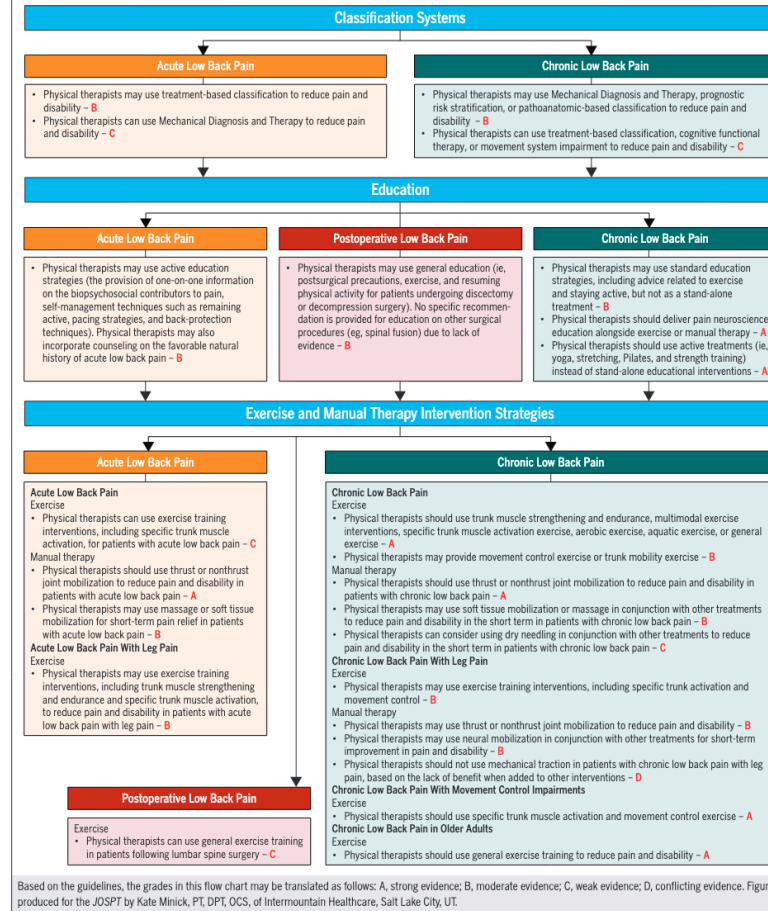 Classification Systems
Acute Low Back Pain
• Physical therapists may use treatment-based classification to reduce pain and
disability – B
• Physical therapists can use Mechanical Diagnosis and Therapy to reduce pain
and disability – C
Chronic Low Back Pain
• Physical therapists may use Mechanical Diagnosis and Therapy, prognostic
risk stratification, or pathoanatomic-based classification to reduce pain and
disability – B
• Physical therapists can use treatment-based classification, cognitive functional
therapy, or movement system impairment to reduce pain and disability – C
Education
Acute Low Back Pain
• Physical therapists may use active education
strategies (the provision of one-on-one information
on the biopsychosocial contributors to pain,
self-management techniques such as remaining
active, pacing strategies, and back-protection
techniques). Physical therapists may also
incorporate counseling on the favorable natural
history of acute low back pain – B
Postoperative Low Back Pain
• Physical therapists may use general education (ie,
postsurgical precautions, exercise, and resuming
physical activity for patients undergoing discectomy
or decompression surgery). No specific recommen-
dation is provided for education on other surgical
procedures (eg, spinal fusion) due to lack of
evidence – B
Chronic Low Back Pain
• Physical therapists may use standard education
strategies, including advice related to exercise
and staying active, but not as a stand-alone
treatment – B
• Physical therapists should deliver pain neuroscience
education alongside exercise or manual therapy – A
• Physical therapists should use active treatments (ie,
yoga, stretching, Pilates, and strength training)
instead of stand-alone educational interventions – A
Exercise and Manual Therapy Intervention Strategies
Acute Low Back Pain
Acute Low Back Pain
Exercise
• Physical therapists can use exercise training
interventions, including specific trunk muscle
activation, for patients with acute low back pain – C
Manual therapy
• Physical therapists should use thrust or nonthrust
joint mobilization to reduce pain and disability in
patients with acute low back pain – A
• Physical therapists may use massage or soft tissue
mobilization for short-term pain relief in patients
with acute low back pain – B
Acute Low Back Pain With Leg Pain
Exercise
• Physical therapists may use exercise training
interventions, including trunk muscle strengthening
and endurance and specific trunk muscle activation,
to reduce pain and disability in patients with acute
low back pain with leg pain – B
Postoperative Low Back Pain
Exercise
• Physical therapists can use general exercise training
in patients following lumbar spine surgery – C
Chronic Low Back Pain
Chronic Low Back Pain
Exercise
• Physical therapists should use trunk muscle strengthening and endurance, multimodal exercise
interventions, specific trunk muscle activation exercise, aerobic exercise, aquatic exercise, or general
exercise – A
• Physical therapists may provide movement control exercise or trunk mobility exercise – B
Manual therapy
• Physical therapists should use thrust or nonthrust joint mobilization to reduce pain and disability in
patients with chronic low back pain – A
• Physical therapists may use soft tissue mobilization or massage in conjunction with other treatments
to reduce pain and disability in the short term in patients with chronic low back pain – B
• Physical therapists can consider using dry needling in conjunction with other treatments to reduce
pain and disability in the short term in patients with chronic low back pain – C
Chronic Low Back Pain With Leg Pain
Exercise
• Physical therapists may use exercise training interventions, including specific trunk activation and
movement control – B
Manual therapy
• Physical therapists may use thrust or nonthrust joint mobilization to reduce pain and disability – B
• Physical therapists may use neural mobilization in conjunction with other treatments for short-term
improvement in pain and disability – B
• Physical therapists should not use mechanical traction in patients with chronic low back pain with leg
pain, based on the lack of benefit when added to other interventions – D
Chronic Low Back Pain With Movement Control Impairments
Exercise
• Physical therapists should use specific trunk muscle activation and movement control exercise – A
Chronic Low Back Pain in Older Adults
Exercise
• Physical therapists should use general exercise training to reduce pain and disability – A
Based on the guidelines, the grades in this flow chart may be translated as follows: A, strong evidence; B, moderate evidence; C, weak evidence; D, conflicting evidence. Figur
produced for the JOSPT by Kate Minick, PT, DPT, OCS, of Intermountain Healthcare, Salt Lake City, UT.